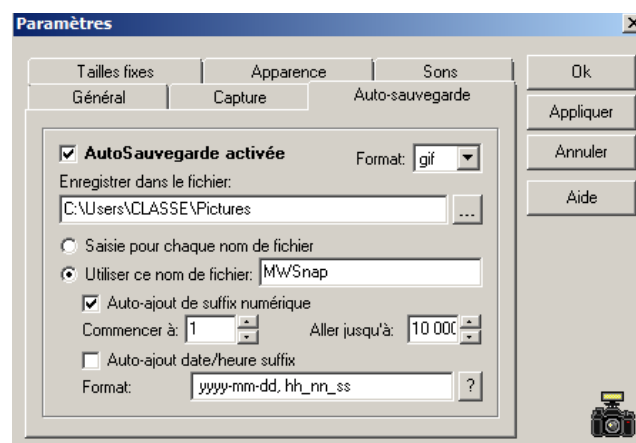 Paramètres
Tailles fixes Apparence Sons
Général Capture Auto-sauvegarde
Ok
Appliquer
Annuler
Aide
AutoSauvegarde activée Format: gif
Enregistrer dans le fichier:
C:\Users\CLASSE\Pictures ...
Saisie pour chaque nom de fichier
Utiliser ce nom de fichier: MWSnap
Auto-ajout de suffix numérique
Commencer à: 1 Aller jusqu'à: 10 000
Auto-ajout date/heure suffix
Format: yyyy-mm-dd, hh_nn_ss ?